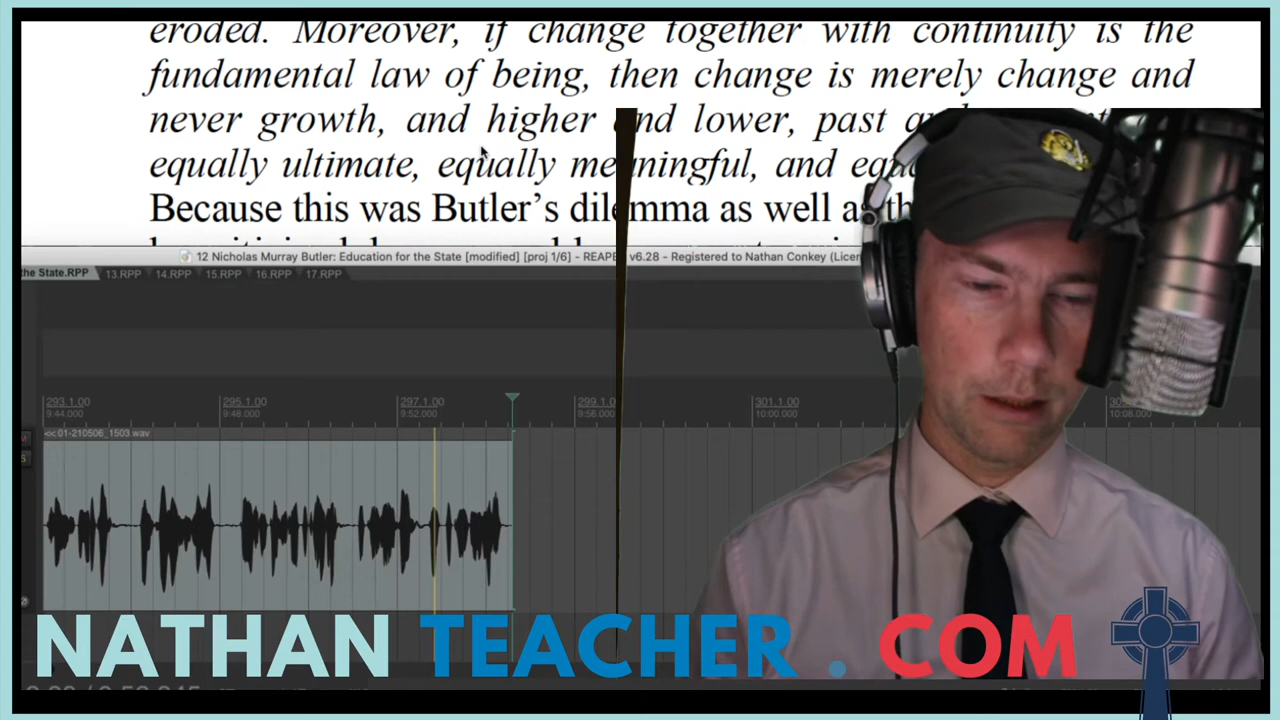 eroded. Moreover, if change together with continuity is the
fundamental law of being, then change is merely change and
never growth, and higher and lower, past
equally ultimate, equally meaningful, and
Because this was Butler's dilemma as well as
12 Nicholas Murray Butler: Education for the State [modified] [proj 1/6] - REAPER v6.28 - Registered to Nathan Conkey
the State.RPP 13.RPP 14.RPP 15.RPP 16.RPP 17.RPP
293.1.00 295.1.00 297.1.00 299.1.0 301.1.00
9:44.000 9:48.000 9:52.000 9:56.000 10:00.000 10:08.000
<<01-210506_1503.wav
M
S
NATHAN TEACHER . COM